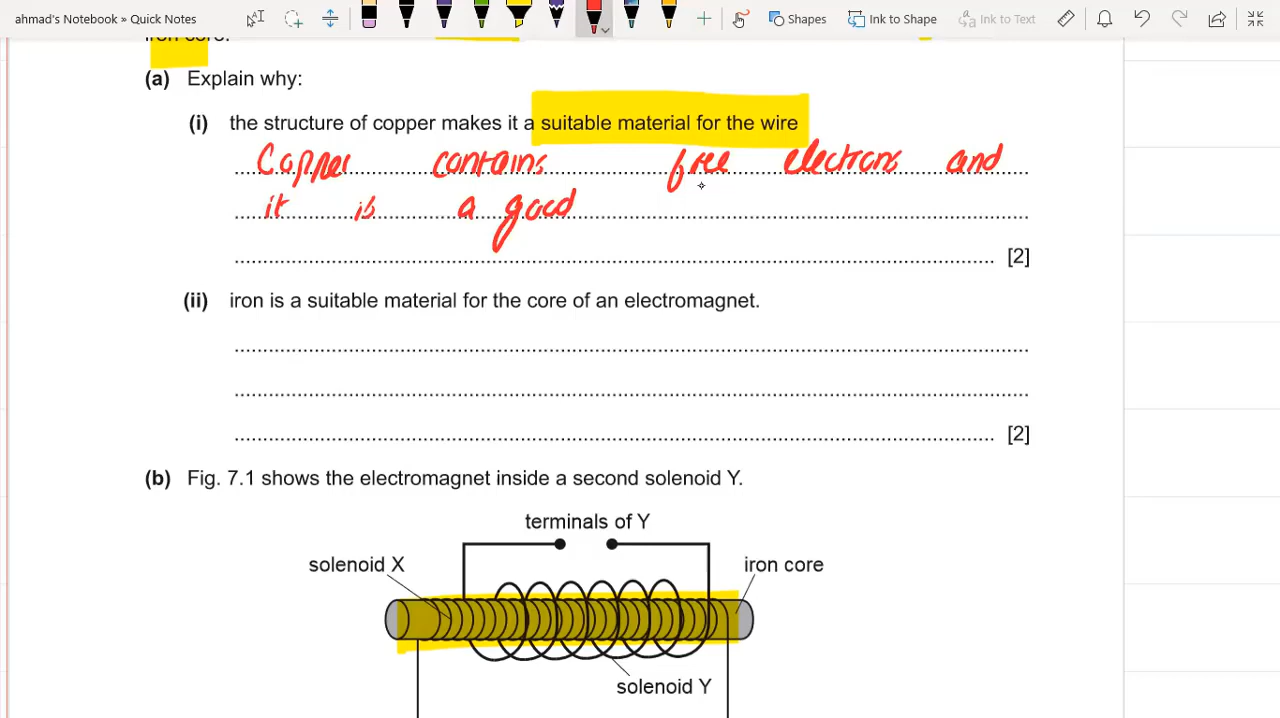 ahmad's Notebook » Quick Notes
Shapes
Ink to Shape
Ink to Text
iron core.
(a) Explain why:
(i) the structure of copper makes it a suitable material for the wire
Copper contains free electrons and
it is a good
[2]
(ii) iron is a suitable material for the core of an electromagnet.
[2]
(b) Fig. 7.1 shows the electromagnet inside a second solenoid Y.
terminals of Y
solenoid X
iron core
solenoid Y